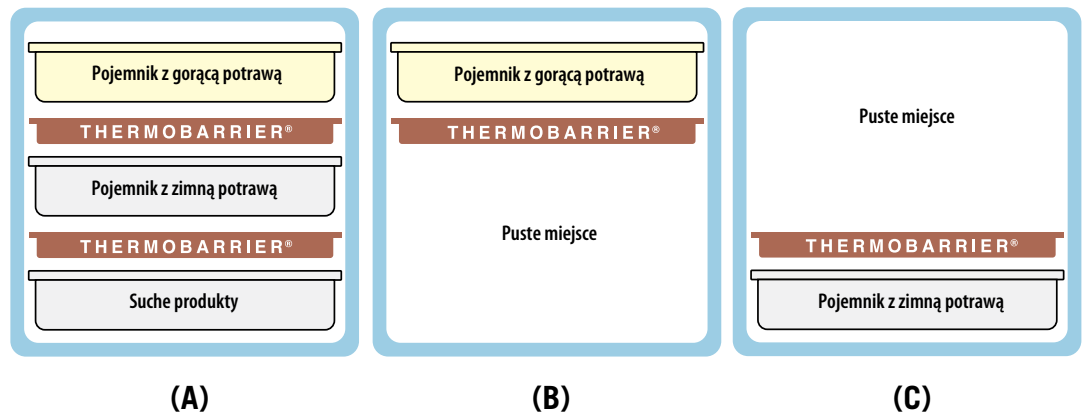 Pojemnik z gorącą potrawą
THERMOBARRIER®
Pojemnik z zimną potrawą
THERMOBARRIER®
Suche produkty
(A)
Pojemnik z gorącą potrawą
THERMOBARRIER®
Puste miejsce
(B)
Puste miejsce
THERMOBARRIER®
Pojemnik z zimną potrawą
(C)